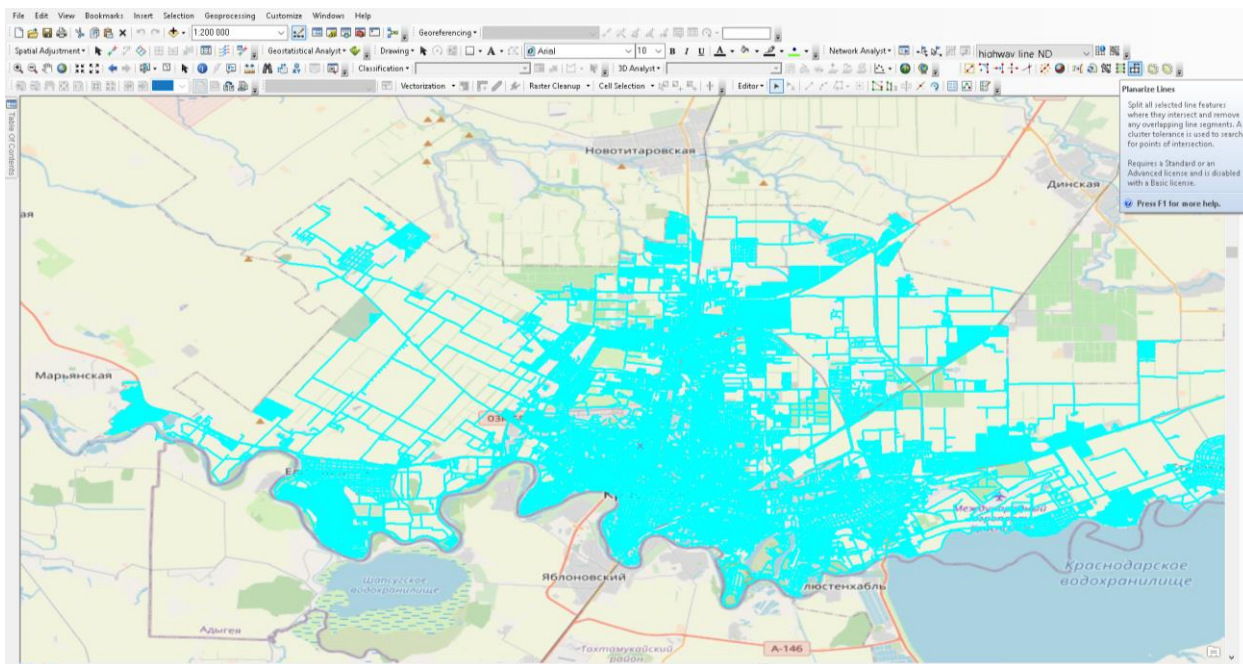 File Edit View Bookmarks Insert Selection Geoprocessing Customize Windows Help
1:200 000 Georeferencing
Spatial Adjustment Geostatistical Analyst Drawing A Arial 10 B I U A Network Analyst highway line ND
Classification 3D Analyst
Vectorization Raster Cleanup Cell Selection Editor
Table Of Contents
Planarize Lines
Split all selected line features
where they intersect and remove
any overlapping line segments. A
cluster tolerance is used to search
for points of intersection.
Requires a Standard or an
Advanced license and is disabled
with a Basic license.
Press F1 for more help.
Новотитаровская
Динская
ая
Марьянская
Шапсугское
водохранилище
Яблоновский
люстенхабль
Краснодарское
водохранилище
Адыгея
А-146
Тахтамукайский
район